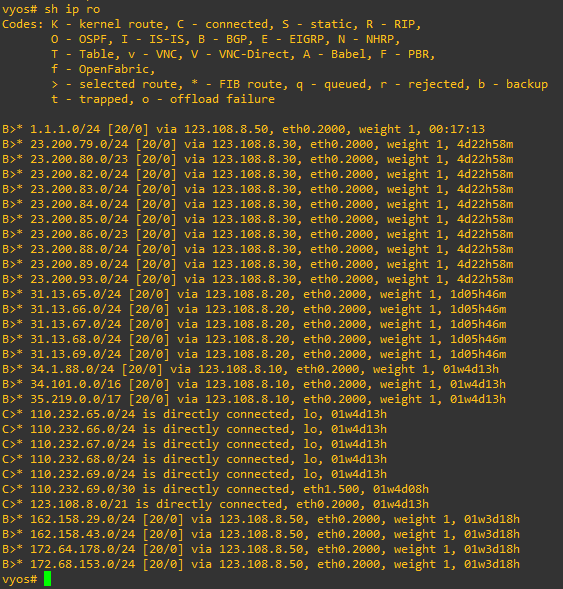 vyos# sh ip ro
Codes: K - kernel route, C - connected, S - static, R - RIP,
O - OSPF, I - IS-IS, B - BGP, E - EIGRP, N - NHRP,
T - Table, v - VNC, V - VNC-Direct, A - Babel, F - PBR,
f - OpenFabric,
> - selected route, * - FIB route, q - queued, r - rejected, b - backup
t - trapped, o - offload failure
B>* 1.1.1.0/24 [20/0] via 123.108.8.50, eth0.2000, weight 1, 00:17:13
B>* 23.200.79.0/24 [20/0] via 123.108.8.30, eth0.2000, weight 1, 4d22h58m
B>* 23.200.80.0/23 [20/0] via 123.108.8.30, eth0.2000, weight 1, 4d22h58m
B>* 23.200.82.0/24 [20/0] via 123.108.8.30, eth0.2000, weight 1, 4d22h58m
B>* 23.200.83.0/24 [20/0] via 123.108.8.30, eth0.2000, weight 1, 4d22h58m
B>* 23.200.84.0/24 [20/0] via 123.108.8.30, eth0.2000, weight 1, 4d22h58m
B>* 23.200.85.0/24 [20/0] via 123.108.8.30, eth0.2000, weight 1, 4d22h58m
B>* 23.200.86.0/23 [20/0] via 123.108.8.30, eth0.2000, weight 1, 4d22h58m
B>* 23.200.88.0/24 [20/0] via 123.108.8.30, eth0.2000, weight 1, 4d22h58m
B>* 23.200.89.0/24 [20/0] via 123.108.8.30, eth0.2000, weight 1, 4d22h58m
B>* 23.200.93.0/24 [20/0] via 123.108.8.30, eth0.2000, weight 1, 4d22h58m
B>* 31.13.65.0/24 [20/0] via 123.108.8.20, eth0.2000, weight 1, 1d05h46m
B>* 31.13.66.0/24 [20/0] via 123.108.8.20, eth0.2000, weight 1, 1d05h46m
B>* 31.13.67.0/24 [20/0] via 123.108.8.20, eth0.2000, weight 1, 1d05h46m
B>* 31.13.68.0/24 [20/0] via 123.108.8.20, eth0.2000, weight 1, 1d05h46m
B>* 31.13.69.0/24 [20/0] via 123.108.8.20, eth0.2000, weight 1, 1d05h46m
B>* 34.1.88.0/24 [20/0] via 123.108.8.10, eth0.2000, weight 1, 01w4d13h
B>* 34.101.0.0/16 [20/0] via 123.108.8.10, eth0.2000, weight 1, 01w4d13h
B>* 35.219.0.0/17 [20/0] via 123.108.8.10, eth0.2000, weight 1, 01w4d13h
C>* 110.232.65.0/24 is directly connected, lo, 01w4d13h
C>* 110.232.66.0/24 is directly connected, lo, 01w4d13h
C>* 110.232.67.0/24 is directly connected, lo, 01w4d13h
C>* 110.232.68.0/24 is directly connected, lo, 01w4d13h
C>* 110.232.69.0/24 is directly connected, lo, 01w4d13h
C>* 110.232.69.0/30 is directly connected, eth1.500, 01w4d08h
C>* 123.108.8.0/21 is directly connected, eth0.2000, 01w4d13h
B>* 162.158.29.0/24 [20/0] via 123.108.8.50, eth0.2000, weight 1, 01w3d18h
B>* 162.158.43.0/24 [20/0] via 123.108.8.50, eth0.2000, weight 1, 01w3d18h
B>* 172.64.178.0/24 [20/0] via 123.108.8.50, eth0.2000, weight 1, 01w3d18h
B>* 172.68.153.0/24 [20/0] via 123.108.8.50, eth0.2000, weight 1, 01w3d18h
vyos#